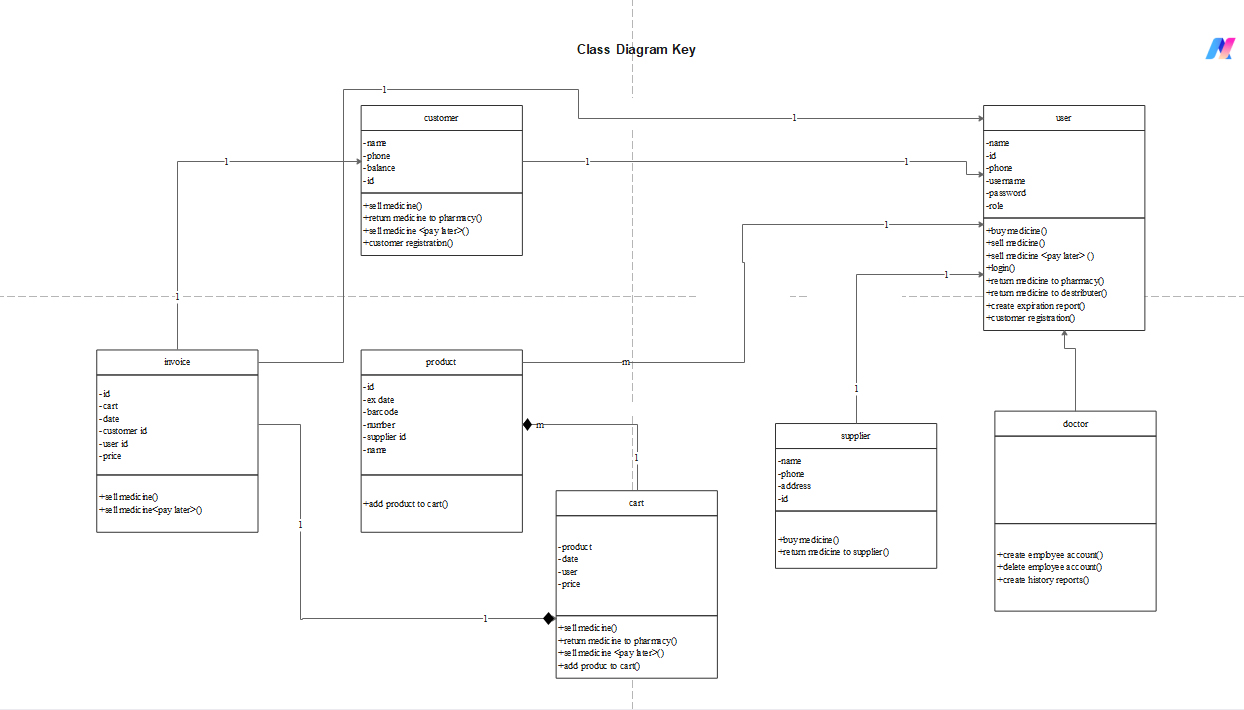 Class Diagram Key
1
customer
-name
-phone
-balance
-id
+sell medicine()
+return medicine to pharmacy()
+sell medicine <pay later>()
+customer registration()
1
user
-name
-id
-phone
-username
-password
-role
+buy medicine()
+sell medicine()
+sell medicine <pay later> ()
+login()
+return medicine to pharmacy()
+return medicine to destributer()
+create expiration report()
+customer registration()
1
1
1
1
1
1
invoice
-id
-cart
-date
-customer id
-user id
-price
+sell medicine()
+sell medicine<pay later>()
product
-id
-ex date
-barcode
-number
-supplier id
-name
+add product to cart()
m
m
1
1
supplier
-name
-phone
-address
-id
+buy medicine()
+return medicine to supplier()
doctor
+create employee account()
+delete employee account()
+create history reports()
cart
-product
-date
-user
-price
+sell medicine()
+return medicine to pharmacy()
+sell medicine <pay later>()
+add produc to cart()
1
1